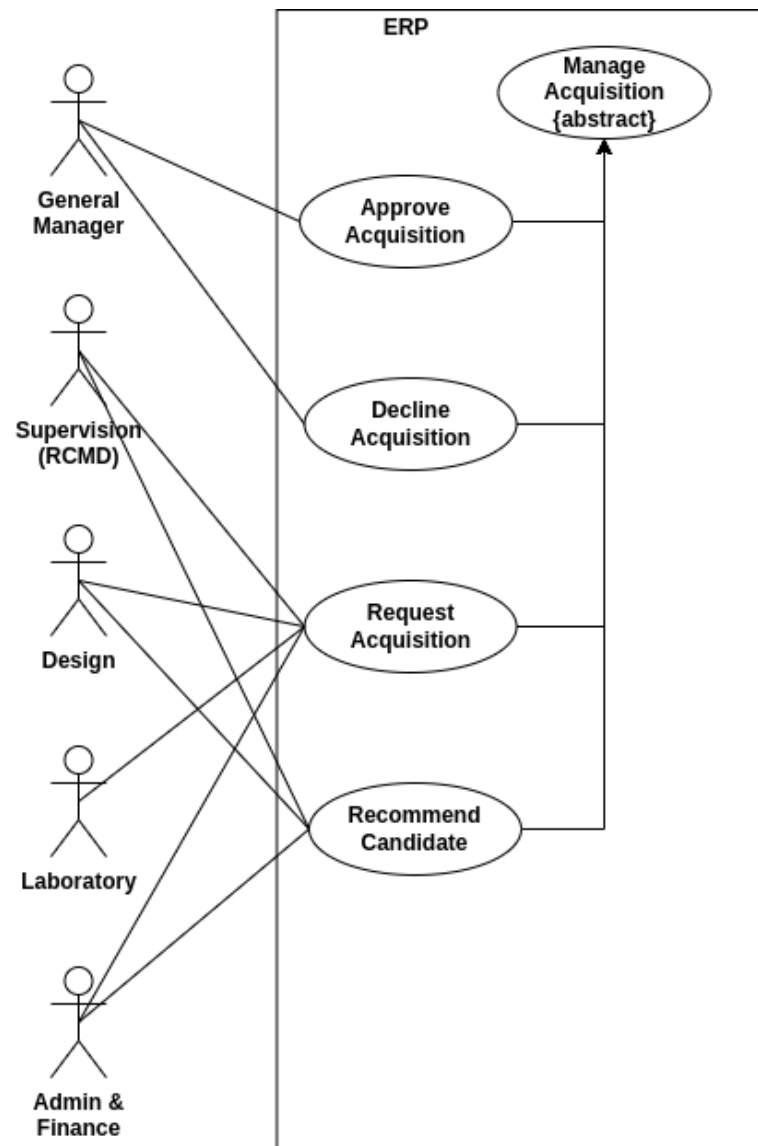 ERP
Manage
Acquisition
{abstract}
General
Manager
Approve
Acquisition
Supervision
(RCMD)
Decline
Acquisition
Design
Request
Acquisition
Laboratory
Recommend
Candidate
Admin &
Finance